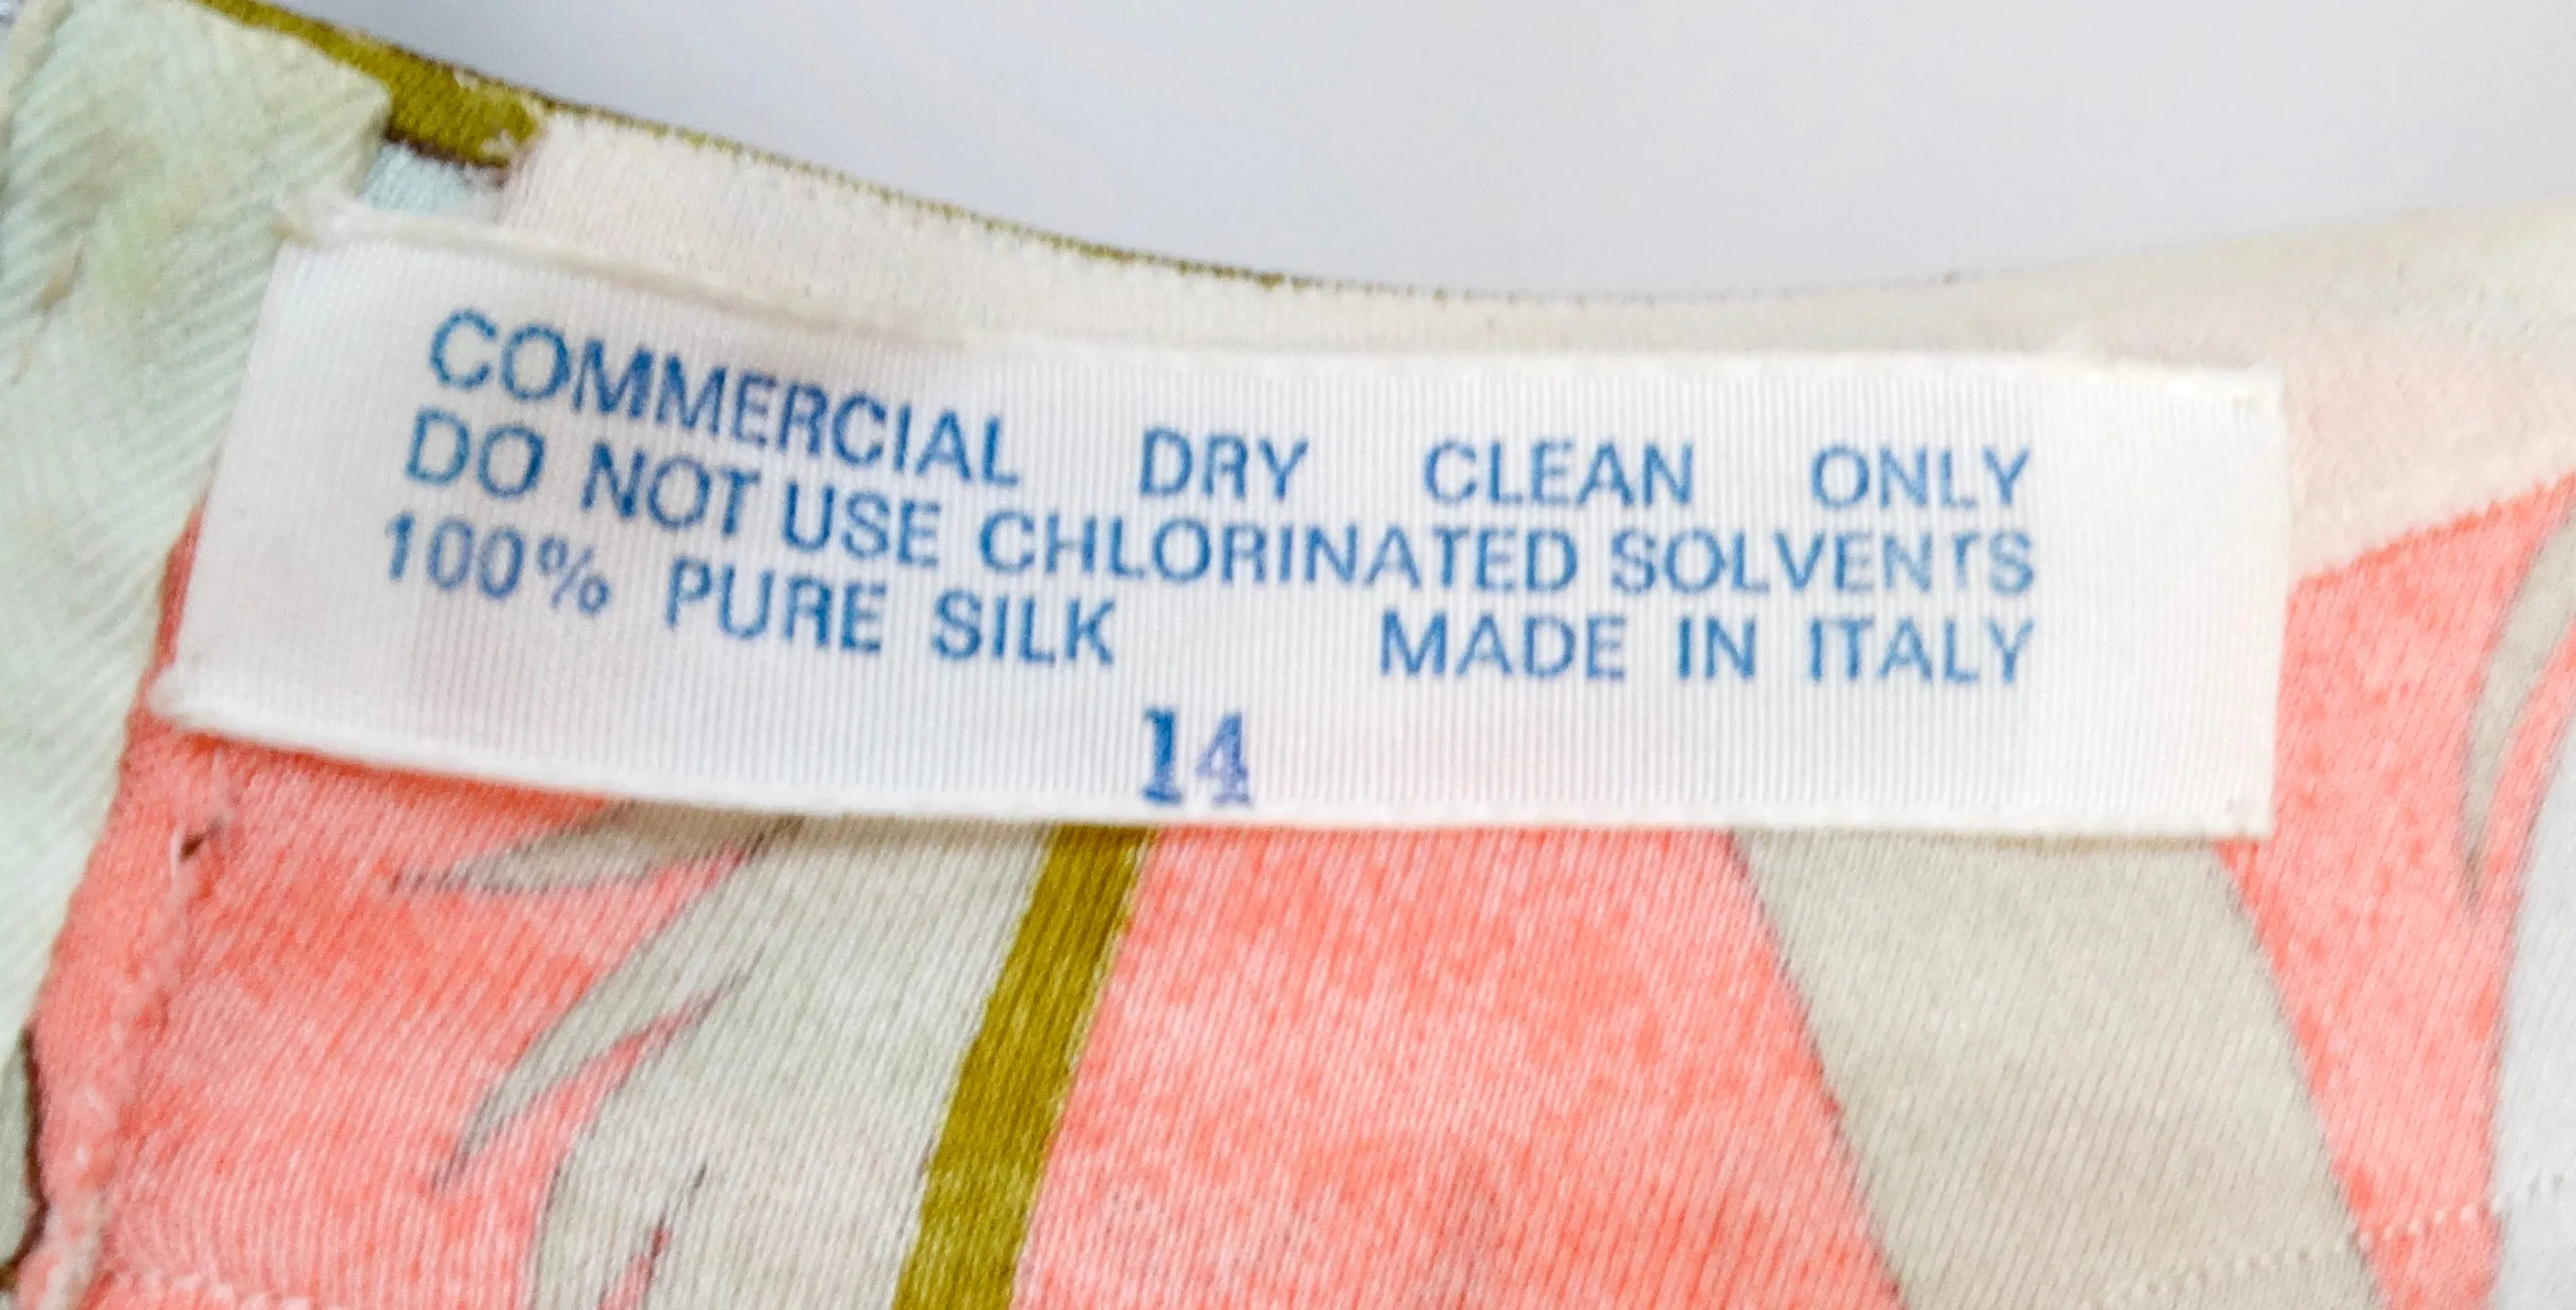 COMMERCIAL DRY CLEAN ONLY
DO NOT USE CHLORINATED SOLVENTS
100% PURE SILK MADE IN ITALY
14